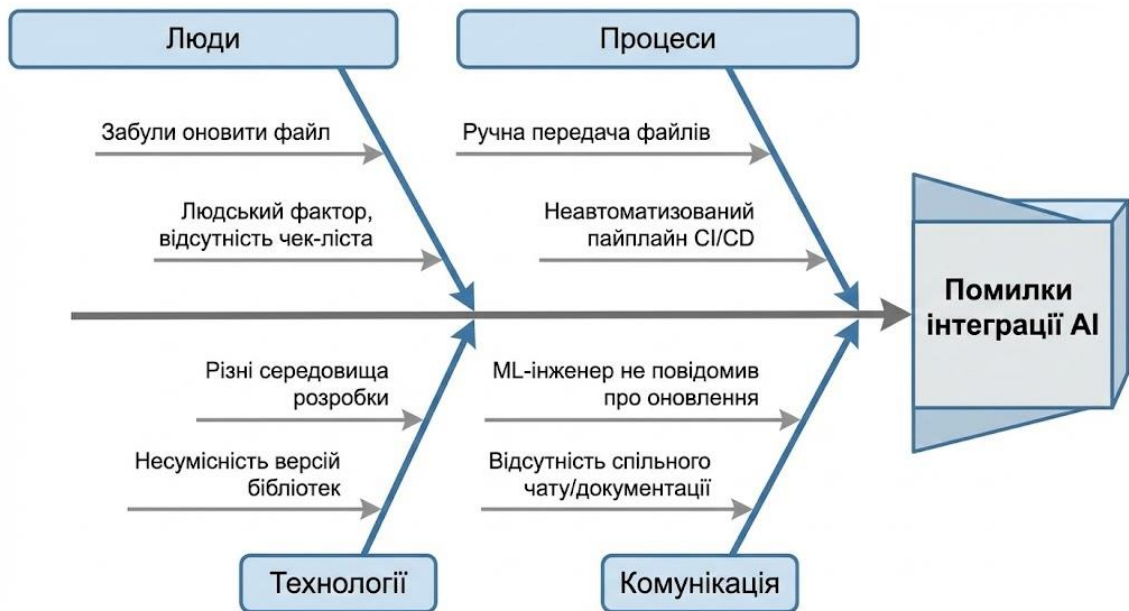 Люди
Процеси
Забули оновити файл
Ручна передача файлів
Людський фактор,
відсутність чек-ліста
Неавтоматизований
пайплайн CI/CD
Помилки
інтеграції AI
Різні середовища
розробки
ML-інженер не повідомив
про оновлення
Несумісність версій
бібліотек
Відсутність спільного
чату/документації
Технології
Комунікація